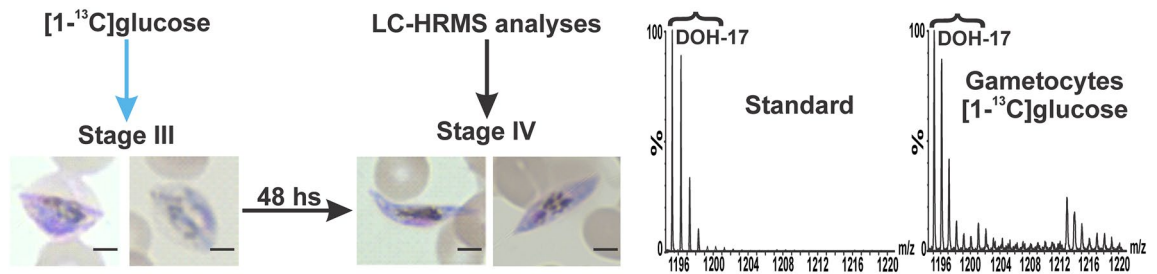 [1-13C]glucose
Stage III
48 hs
LC-HRMS analyses
Stage IV
100
DOH-17
Standard
%
0
1196 1200 1204 1208 1212 1216 1220
m/z
100
DOH-17
Gametocytes
[1-13C]glucose
%
0
1196 1200 1204 1208 1212 1216 1220
m/z